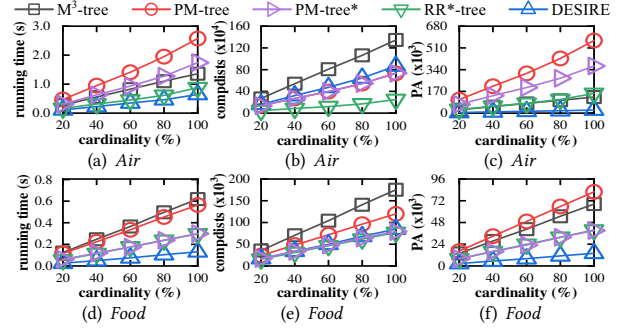 M³-tree PM-tree PM-tree* RR*-tree DESIRE
running time (s)
3.0
2.0
1.0
0.0
20 40 60 80 100
cardinality (%)
(a) Air
compdists (x10⁴)
160
120
80
40
0
20 40 60 80 100
cardinality (%)
(b) Air
PA (x10³)
680
510
340
170
0
20 40 60 80 100
cardinality (%)
(c) Air
running time (s)
0.8
0.6
0.4
0.2
0.0
20 40 60 80 100
cardinality (%)
(d) Food
compdists (x10³)
200
150
100
50
0
20 40 60 80 100
cardinality (%)
(e) Food
PA (x10³)
96
72
48
24
0
20 40 60 80 100
cardinality (%)
(f) Food